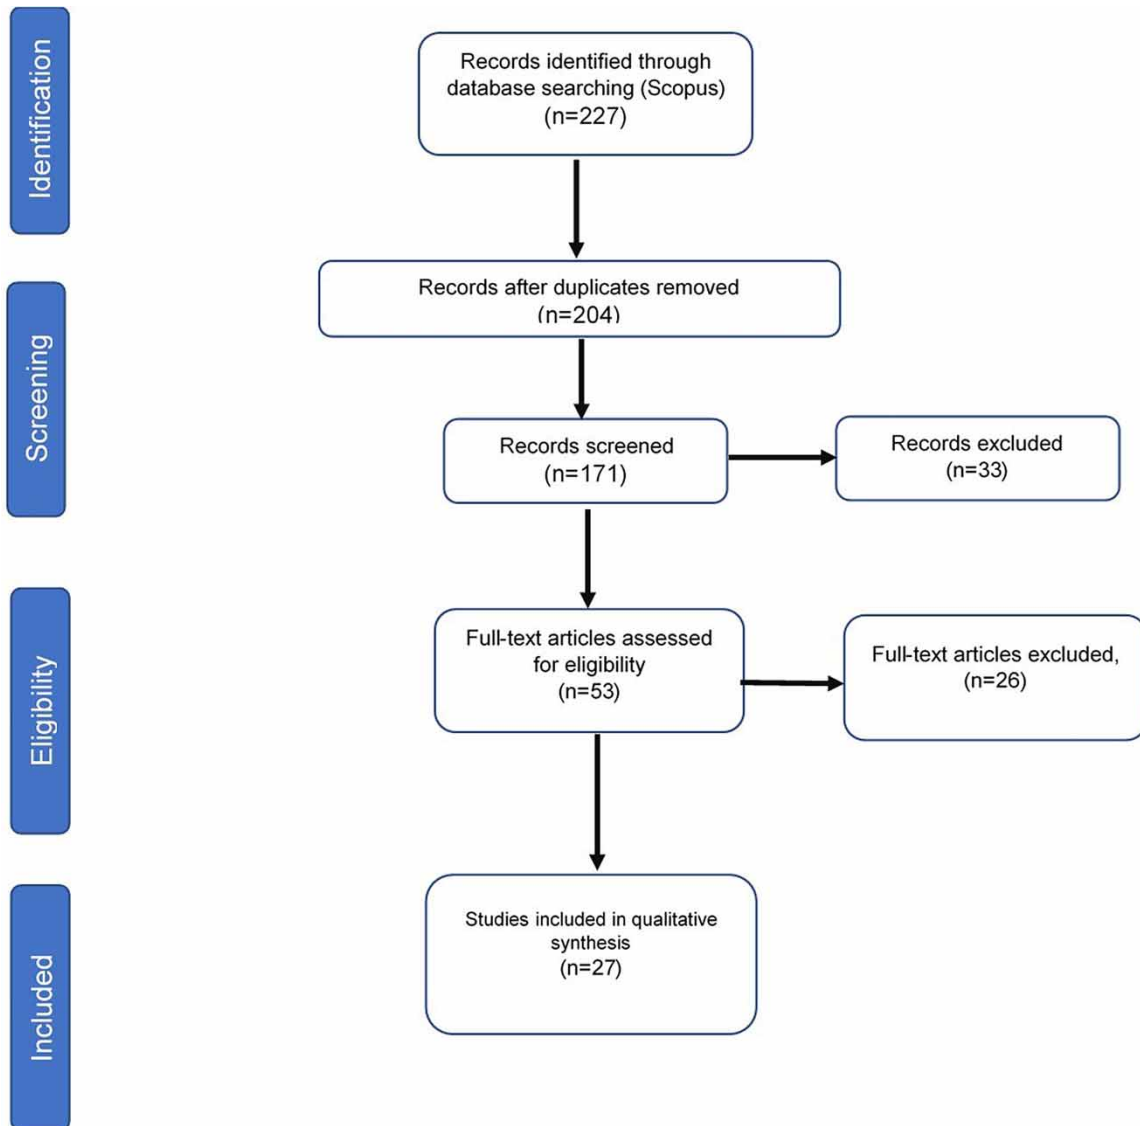 Identification
Records identified through
database searching (Scopus)
(n=227)
Screening
Records after duplicates removed
(n=204)
Records screened
(n=171)
Records excluded
(n=33)
Eligibility
Full-text articles assessed
for eligibility
(n=53)
Full-text articles excluded,
(n=26)
Included
Studies included in qualitative
synthesis
(n=27)